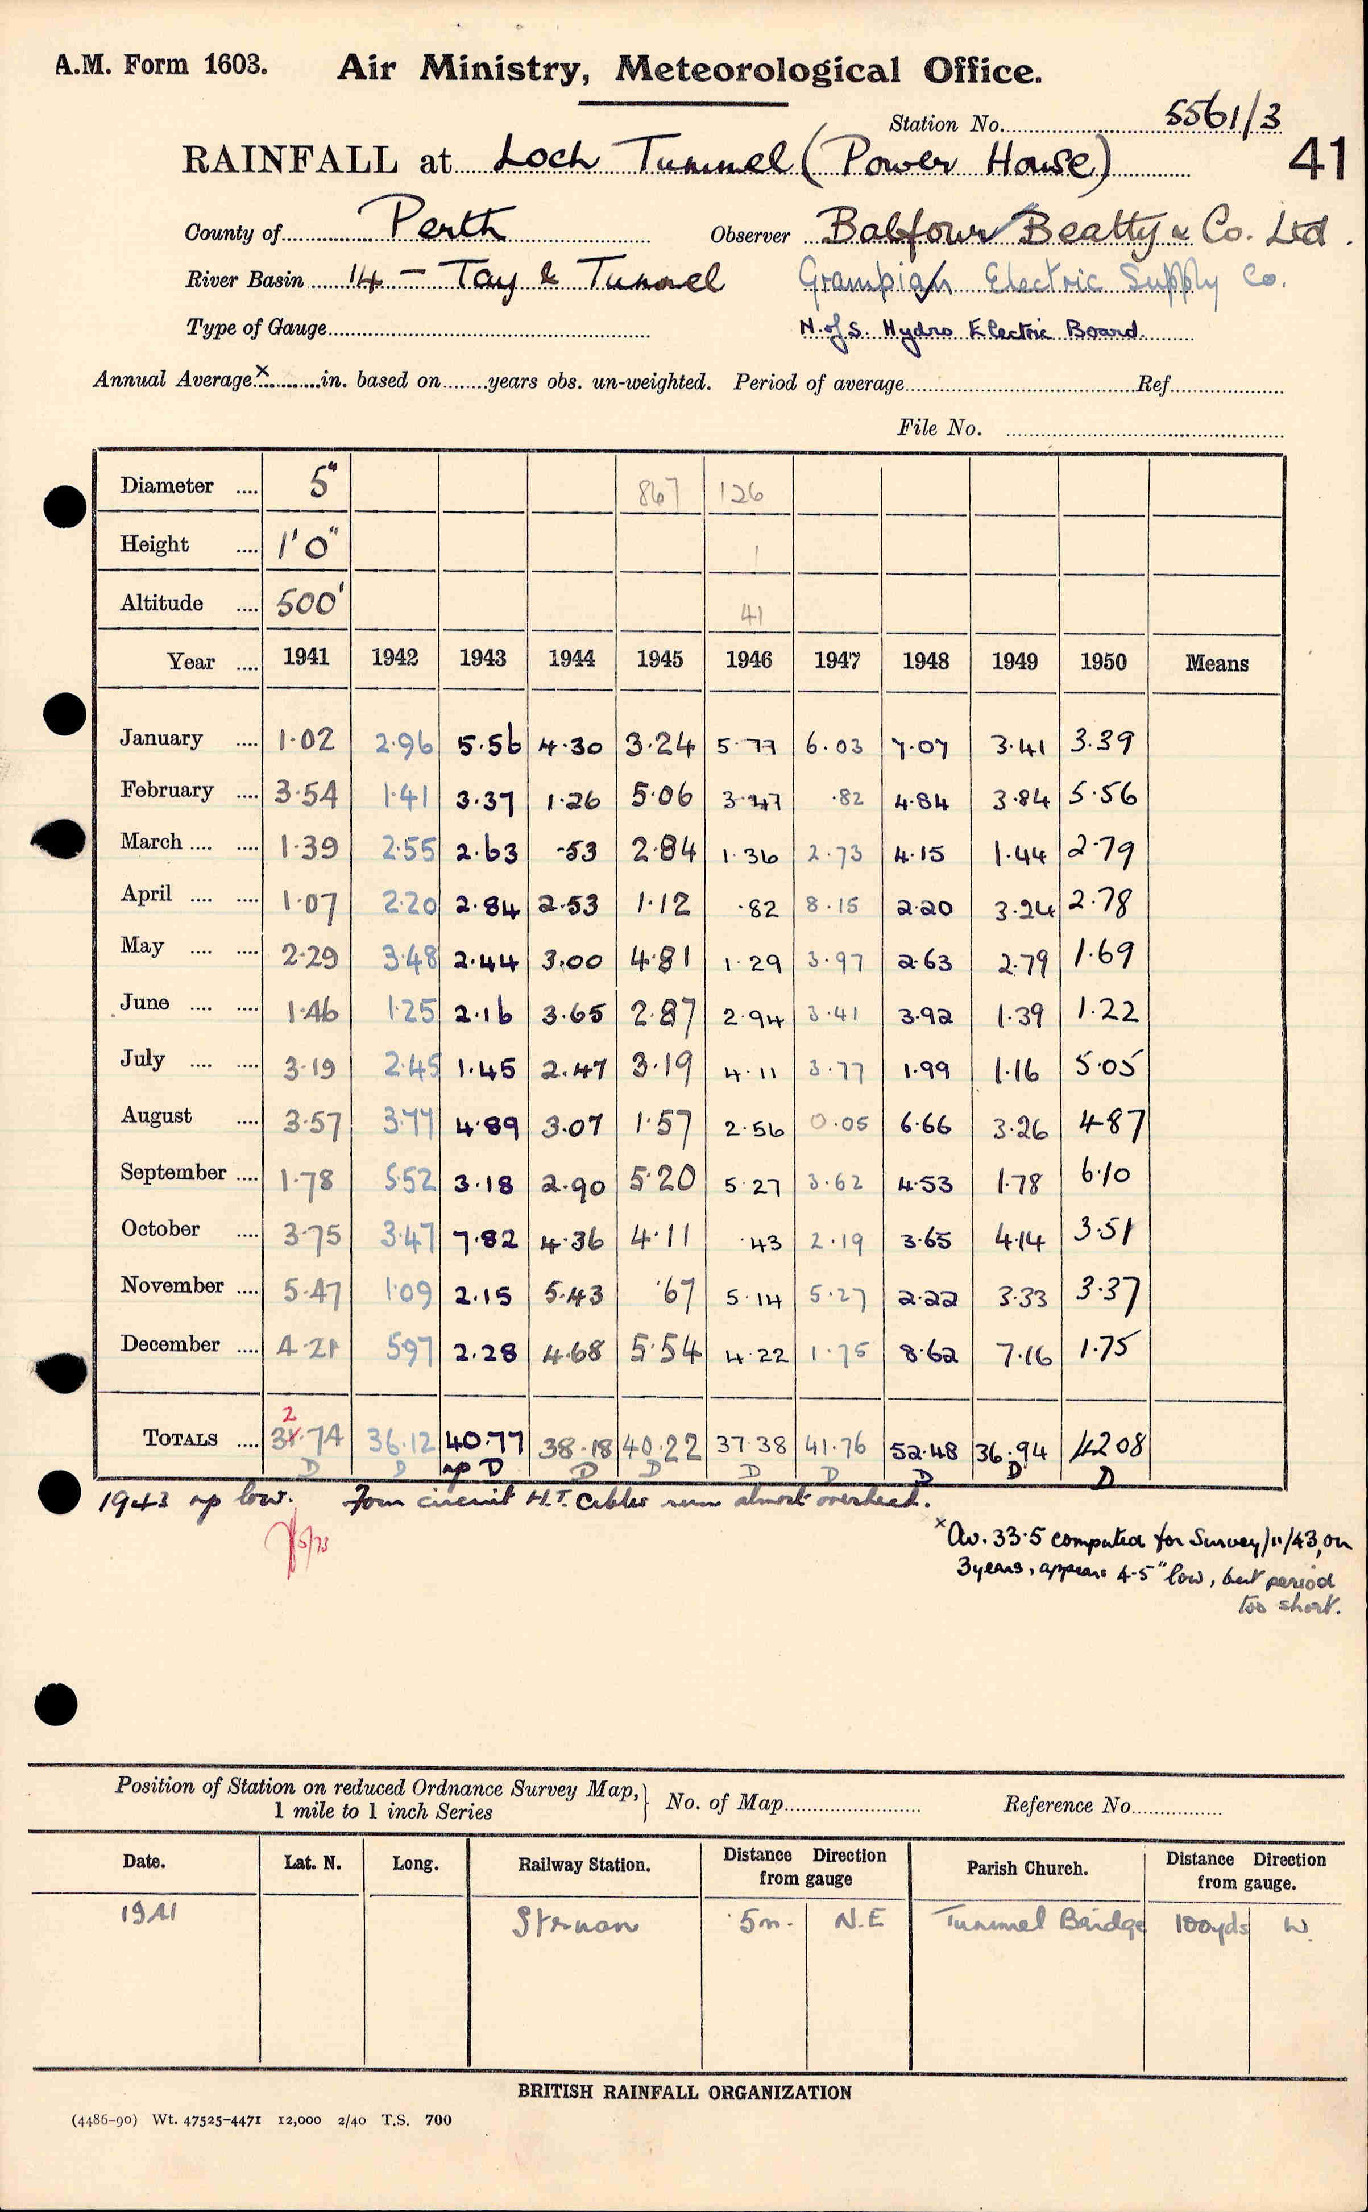 A.M. Form 1603. Air Ministry, Meteorological Office.
Station No. 5561/3
RAINFALL at Loch Tummel (Power House) 41
County of Perth Observer Balfour Beatty & Co. Ltd.
River Basin 14 - Tay & Tummel Grampian Electric Supply Co.
Type of Gauge N. of S. Hydro Electric Board
Annual Average x in. based on years obs. un-weighted. Period of average Ref.
File No.
Diameter .... 5" 867 126
Height .... 1'0" 1
Altitude .... 500' 41
Year .... 1941 1942 1943 1944 1945 1946 1947 1948 1949 1950 Means
January .... 1·02 2·96 5·56 4·30 3·24 5·77 6·03 7·07 3·41 3·39
February .... 3·54 1·41 3·37 1·26 5·06 3·47 ·82 4·84 3·84 5·56
March .... .... 1·39 2·55 2·63 ·53 2·84 1·36 2·73 4·15 1·44 2·79
April .... .... 1·07 2·20 2·84 2·53 1·12 ·82 8·15 2·20 3·24 2·78
May .... .... 2·29 3·48 2·44 3·00 4·81 1·29 3·97 2·63 2·79 1·69
June .... .... 1·46 1·25 2·16 3·65 2·87 2·94 3·41 3·92 1·39 1·22
July .... .... 3·19 2·45 1·45 2·47 3·19 4·11 3·77 1·99 1·16 5·05
August .... 3·57 3·77 4·89 3·07 1·57 2·56 0·05 6·66 3·26 4·87
September .... 1·78 5·52 3·18 2·90 5·20 5·27 3·62 4·53 1·78 6·10
October .... 3·75 3·47 7·82 4·36 4·11 ·43 2·19 3·65 4·14 3·51
November .... 5·47 1·09 2·15 5·43 ·67 5·14 5·27 2·22 3·33 3·37
December .... 4·21 5·97 2·28 4·68 5·54 4·22 1·75 8·62 7·16 1·75
2
TOTALS .... 31·74 36·12 40·77 38·18 40·22 37·38 41·76 52·48 36·94 42·08
D D np D D D D D D D D
1943 np low. Four circuit H.T. Cables run almost overhead.
5/73
x Av. 33·5 computed for Survey /11/43, on
3 years, appears 4-5" low, but period
too short.
Position of Station on reduced Ordnance Survey Map,
1 mile to 1 inch Series No. of Map Reference No.
Date. Lat. N. Long. Railway Station. Distance Direction from gauge Parish Church. Distance Direction from gauge.
1941 Struan 5m. N.E Tummel Bridge 100yds W.
BRITISH RAINFALL ORGANIZATION
(4486-90) Wt. 47525-4471 12,000 2/40 T.S. 700